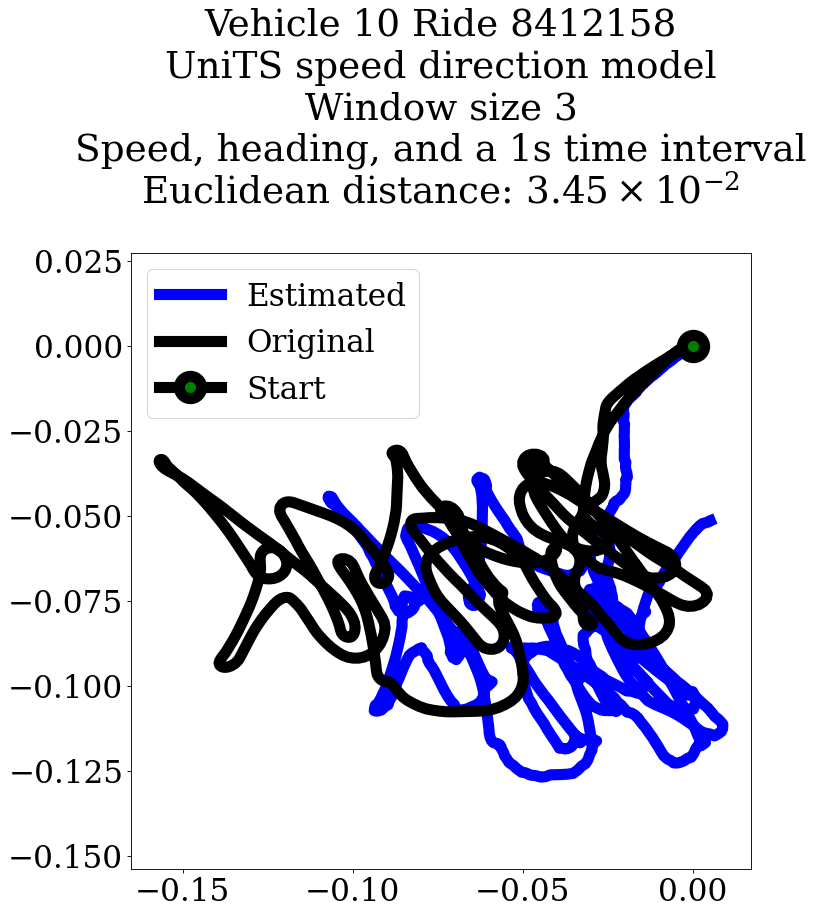 Vehicle 10 Ride 8412158
UniTS speed direction model
Window size 3
Speed, heading, and a 1s time interval
Euclidean distance: 3.45 × 10⁻²
0.025
0.000
−0.025
−0.050
−0.075
−0.100
−0.125
−0.150
Estimated
Original
Start
−0.15
−0.10
−0.05
0.00